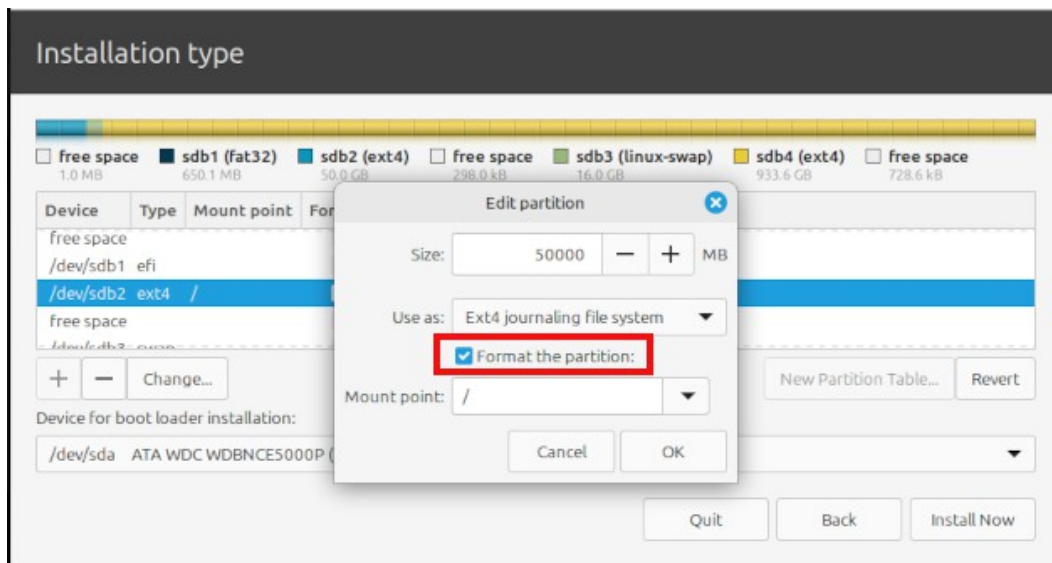 Installation type
free space sdb1 (fat32) sdb2 (ext4) free space sdb3 (linux-swap) sdb4 (ext4) free space
1.0 MB 650.1 MB 50.0 GB 298.0 kB 16.0 GB 933.6 GB 728.6 kB
Edit partition
Device Type Mount point For
free space
/dev/sdb1 efi
/dev/sdb2 ext4 /
free space
/dev/sdb3 swap
Size: 50000 MB
Use as: Ext4 journaling file system
Format the partition:
Mount point: /
Cancel OK
+ − Change... New Partition Table... Revert
Device for boot loader installation:
/dev/sda ATA WDC WDBNCE5000P (
Quit Back Install Now